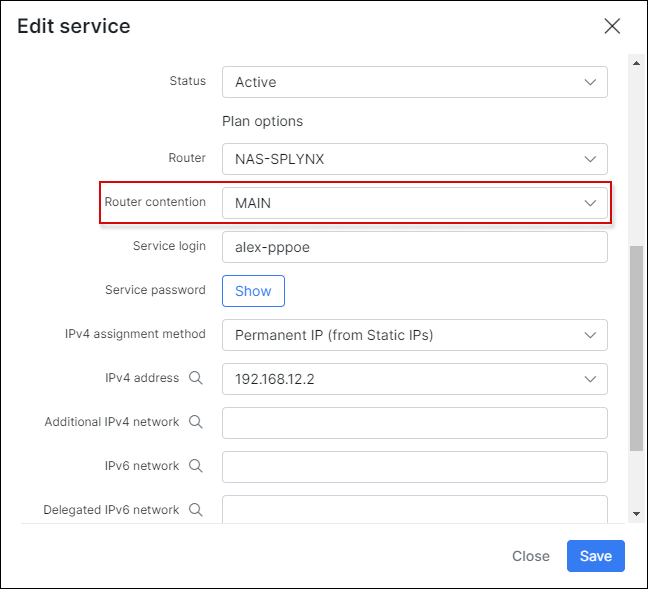 Edit service
Status Active
Plan options
Router NAS-SPLYNX
Router contention MAIN
Service login alex-pppoe
Service password Show
IPv4 assignment method Permanent IP (from Static IPs)
IPv4 address 192.168.12.2
Additional IPv4 network
IPv6 network
Delegated IPv6 network
Close Save